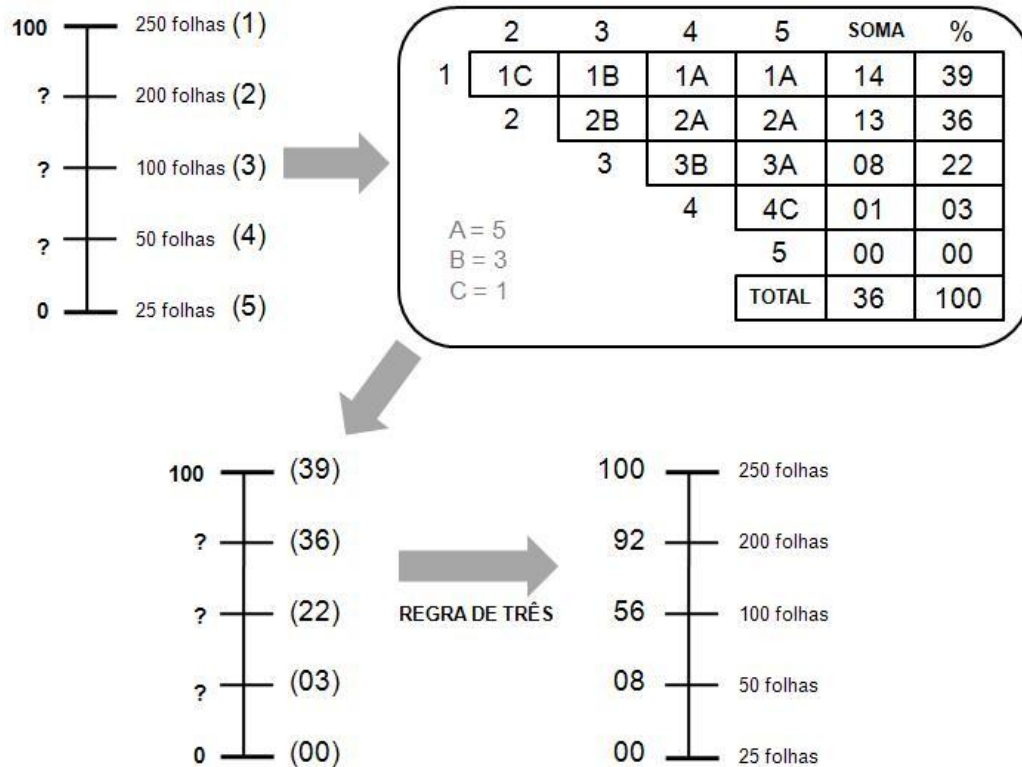 100 250 folhas (1)
? 200 folhas (2)
? 100 folhas (3)
? 50 folhas (4)
0 25 folhas (5)
2 3 4 5 SOMA %
1 1C 1B 1A 1A 14 39
2 2B 2A 2A 13 36
3 3B 3A 08 22
4 4C 01 03
5 00 00
TOTAL 36 100
A = 5
B = 3
C = 1
100 (39)
? (36)
? (22)
? (03)
0 (00)
REGRA DE TRÊS
100 250 folhas
92 200 folhas
56 100 folhas
08 50 folhas
00 25 folhas